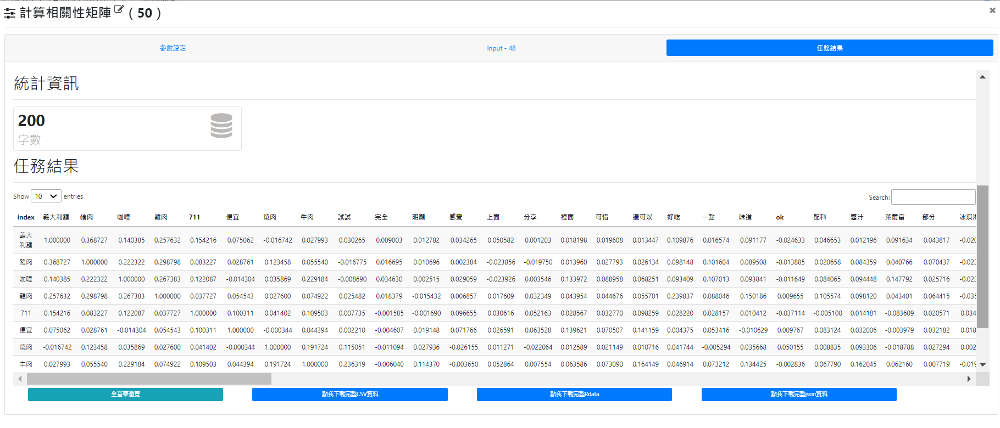 計算相關性矩陣 ( 50 )
參數設定 Input - 48 任務結果
統計資訊
200
字數
任務結果
Show 10 entries Search:
index 義大利麵 豬肉 咖哩 雞肉 711 便宜 燒肉 牛肉 試試 完全 明顯 感覺 上面 分享 裡面 可惜 還可以 好吃 一點 味道 ok 配料 醬汁 萊爾富 部分 冰淇
義大
利麵 1.000000 0.368727 0.140385 0.257632 0.154216 0.075062 -0.016742 0.027993 0.030265 0.009003 0.012782 0.034265 0.050582 0.001203 0.018198 0.019608 0.013447 0.109876 0.016574 0.091177 -0.024633 0.046653 0.012196 0.091634 0.043817 -0.020
豬肉 0.368727 1.000000 0.222322 0.298798 0.083227 0.028761 0.123458 0.055540 -0.016775 0.016695 0.010696 0.002384 -0.023856 -0.019750 0.013960 0.027793 0.026134 0.098148 0.101604 0.089508 -0.013885 0.020658 0.084359 0.040766 0.070437 -0.023
咖哩 0.140385 0.222322 1.000000 0.267383 0.122087 -0.014304 0.035869 0.229184 -0.008690 0.034630 0.002515 0.029059 -0.023926 0.003546 0.133972 0.088958 0.068251 0.093409 0.107013 0.093841 -0.011649 0.084065 0.094448 0.147792 0.025716 -0.023
雞肉 0.257632 0.298798 0.267383 1.000000 0.037727 0.054543 0.027600 0.074922 0.025482 0.018379 -0.015432 0.006857 0.017609 0.032349 0.043954 0.044676 0.055701 0.239837 0.088046 0.150186 0.009655 0.105574 0.098120 0.043401 0.064415 -0.035
711 0.154216 0.083227 0.122087 0.037727 1.000000 0.100311 0.041402 0.109503 0.007735 -0.001585 -0.001690 0.096655 0.030616 0.052163 0.028567 0.032770 0.098259 0.028220 0.028157 0.010412 -0.037114 -0.005100 0.014181 -0.083609 0.020571 0.034
便宜 0.075062 0.028761 -0.014304 0.054543 0.100311 1.000000 -0.000344 0.044394 0.002210 -0.004607 0.019148 0.071766 0.026591 0.063528 0.139621 0.070507 0.141159 0.004375 0.053416 -0.010629 0.009767 0.083124 0.032006 -0.003979 0.032182 0.018
燒肉 -0.016742 0.123458 0.035869 0.027600 0.041402 -0.000344 1.000000 0.191724 0.115051 -0.011094 0.027936 -0.026155 0.011271 -0.022064 0.012589 0.021149 0.010716 0.041744 -0.005294 0.035668 0.050155 0.008835 0.093306 -0.018788 0.027294 0.002
牛肉 0.027993 0.055540 0.229184 0.074922 0.109503 0.044394 0.191724 1.000000 0.236319 -0.006040 0.114370 -0.003650 0.052864 0.007554 0.063586 0.073090 0.164149 0.046914 0.073212 0.134425 -0.002836 0.067790 0.162045 0.062160 0.007719 -0.019
全螢幕瀏覽 點我下載完整CSV資料 點我下載完整Rdata 點我下載完整json資料